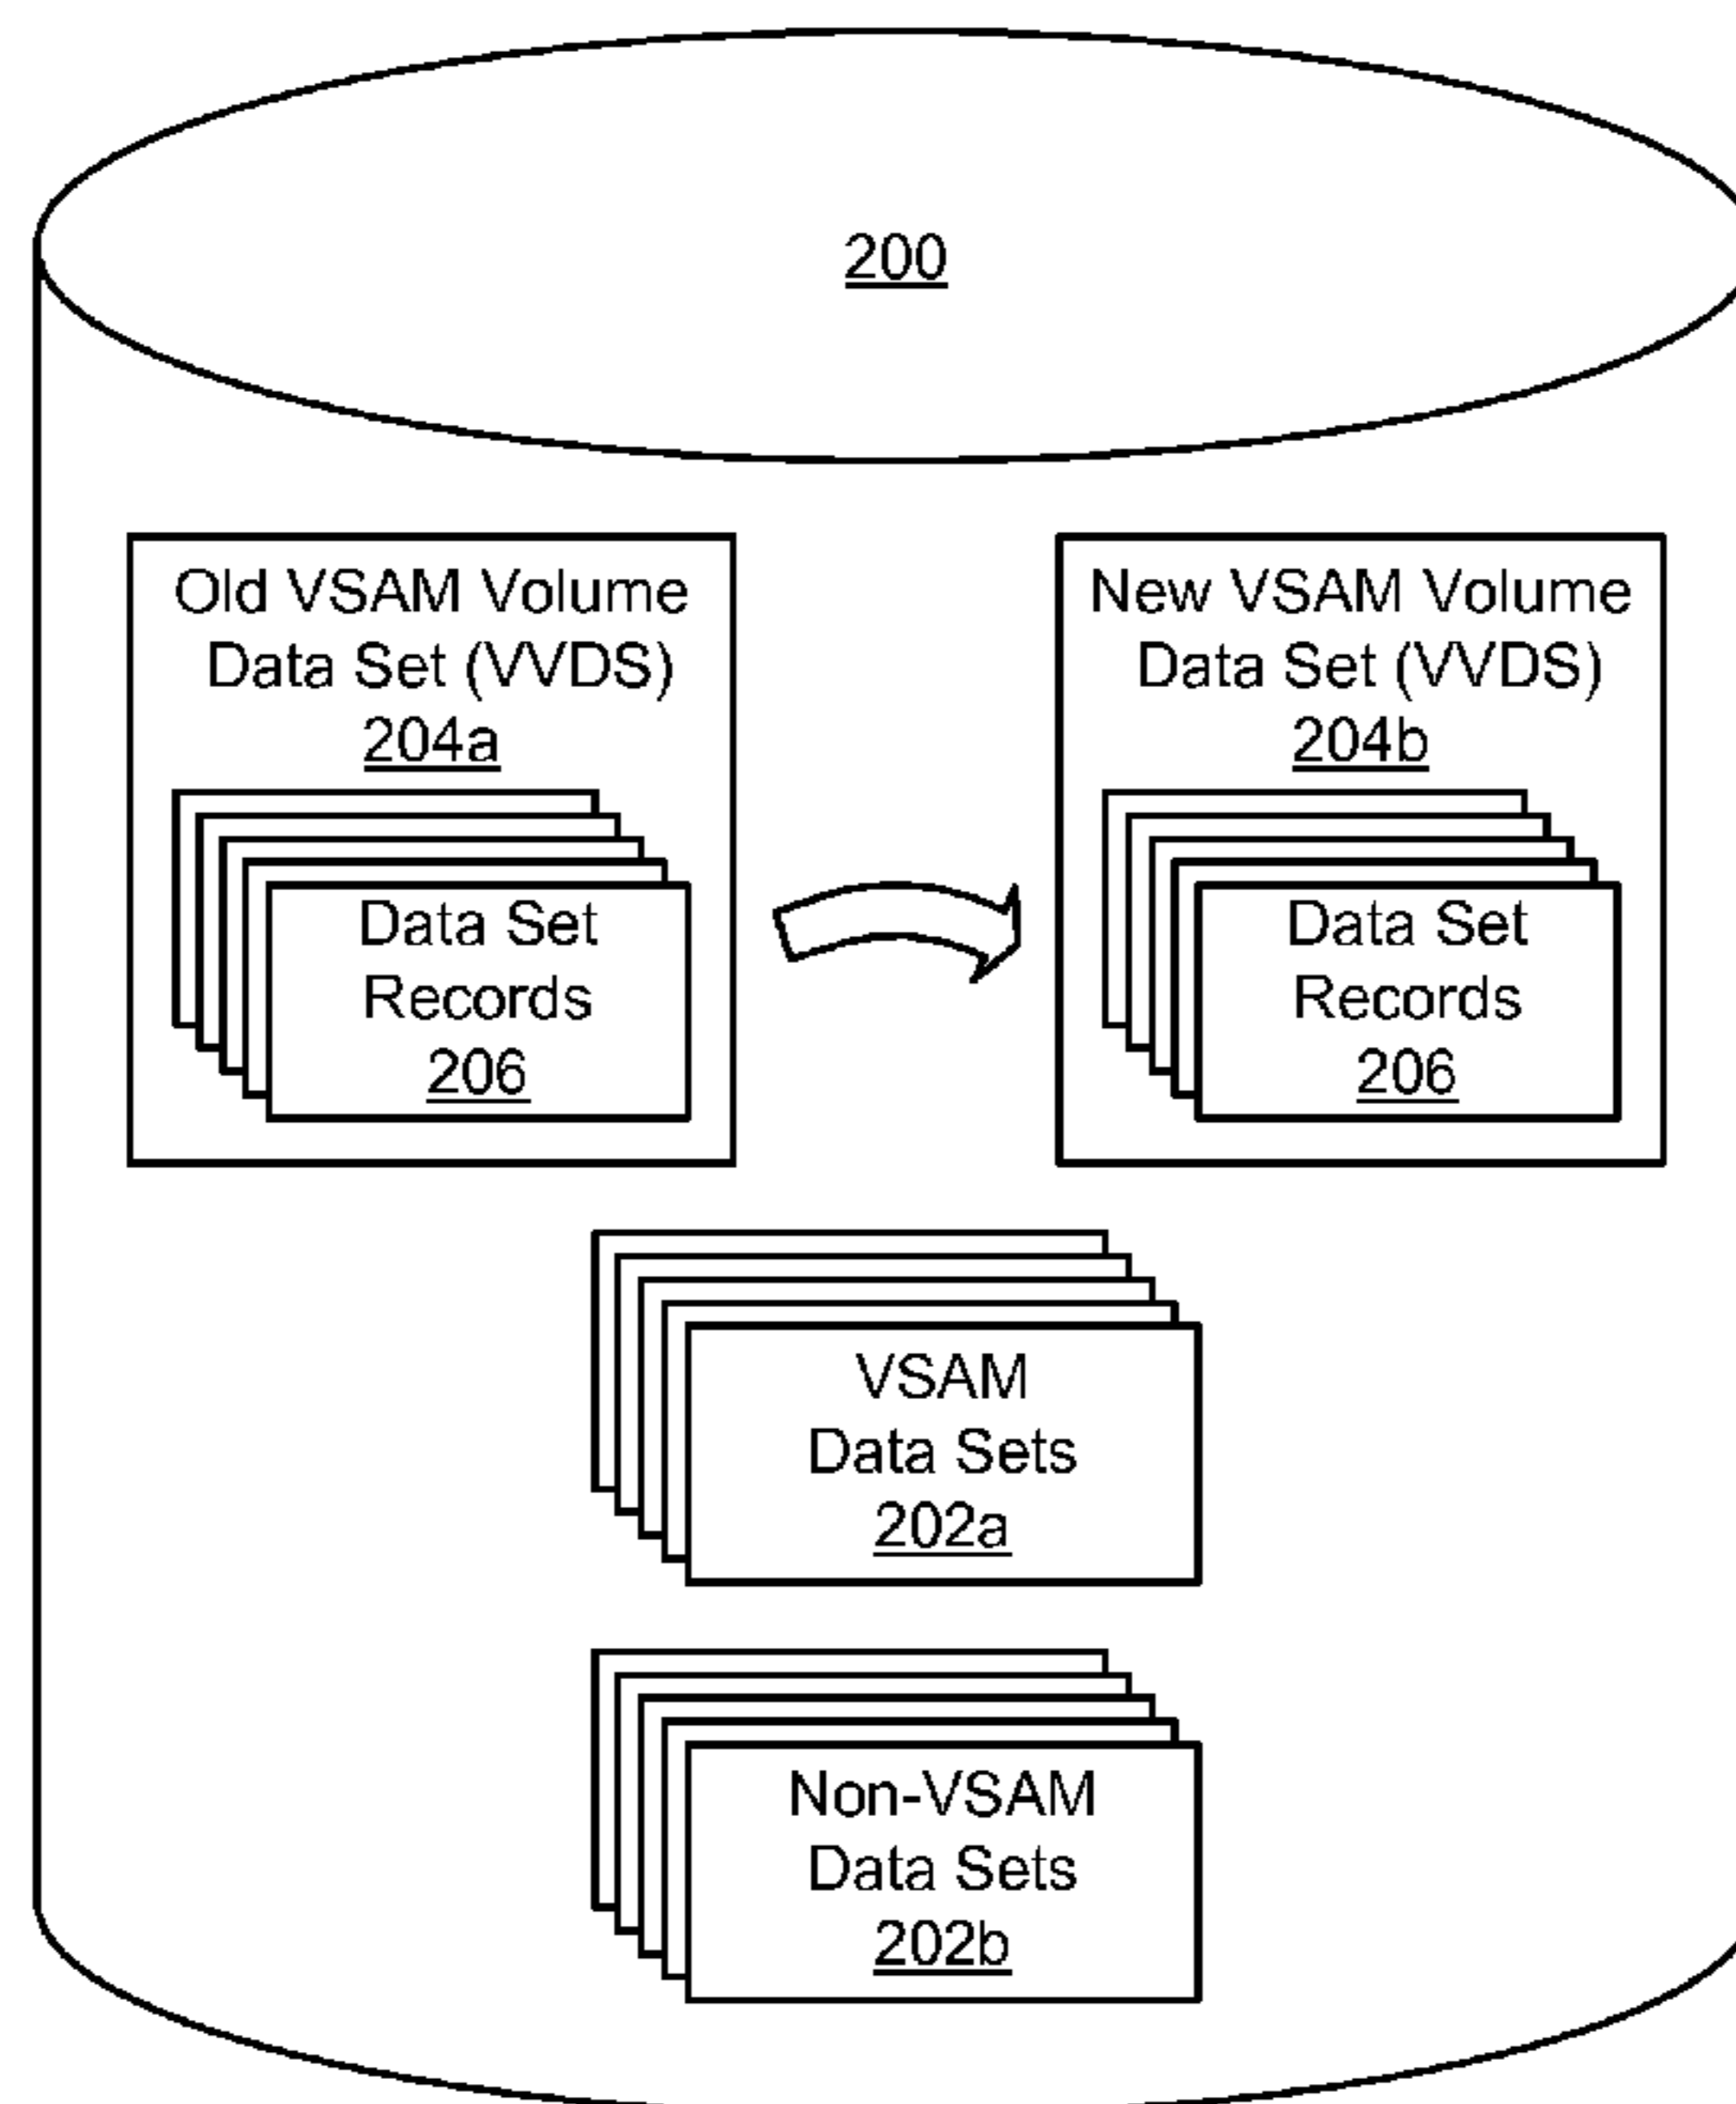 200
Old VSAM Volume
Data Set (VVDS)
204a
Data Set
Records
206
New VSAM Volume
Data Set (VVDS)
204b
Data Set
Records
206
VSAM
Data Sets
202a
Non-VSAM
Data Sets
202b